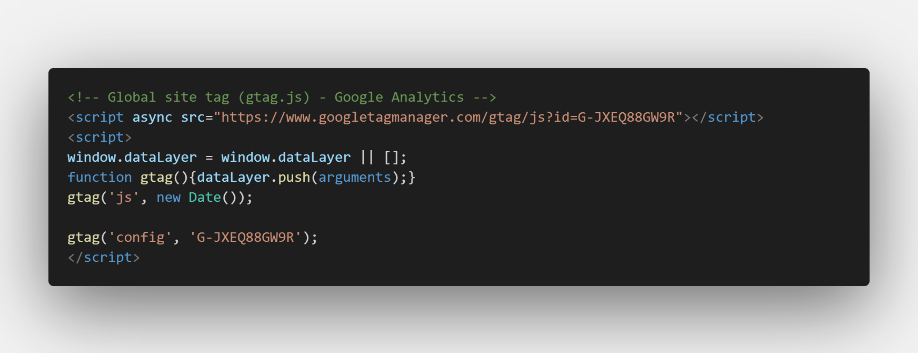 <!-- Global site tag (gtag.js) - Google Analytics -->
<script async src="https://www.googletagmanager.com/gtag/js?id=G-JXEQ88GW9R"></script>
<script>
window.dataLayer = window.dataLayer || [];
function gtag(){dataLayer.push(arguments);}
gtag('js', new Date());

gtag('config', 'G-JXEQ88GW9R');
</script>